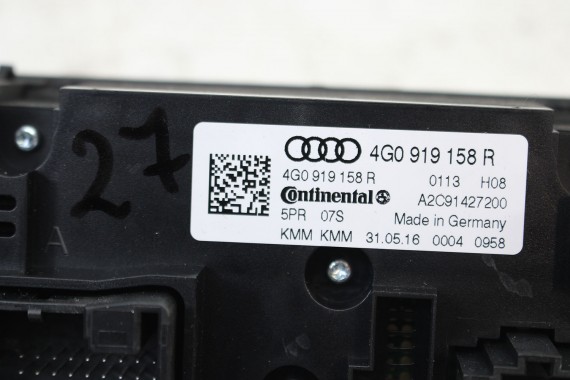 27
4G0 919 158 R
4G0 919 158 R 0113 H08
Continental A2C91427200
5PR 07S Made in Germany
KMM KMM 31.05.16 0004 0958
A